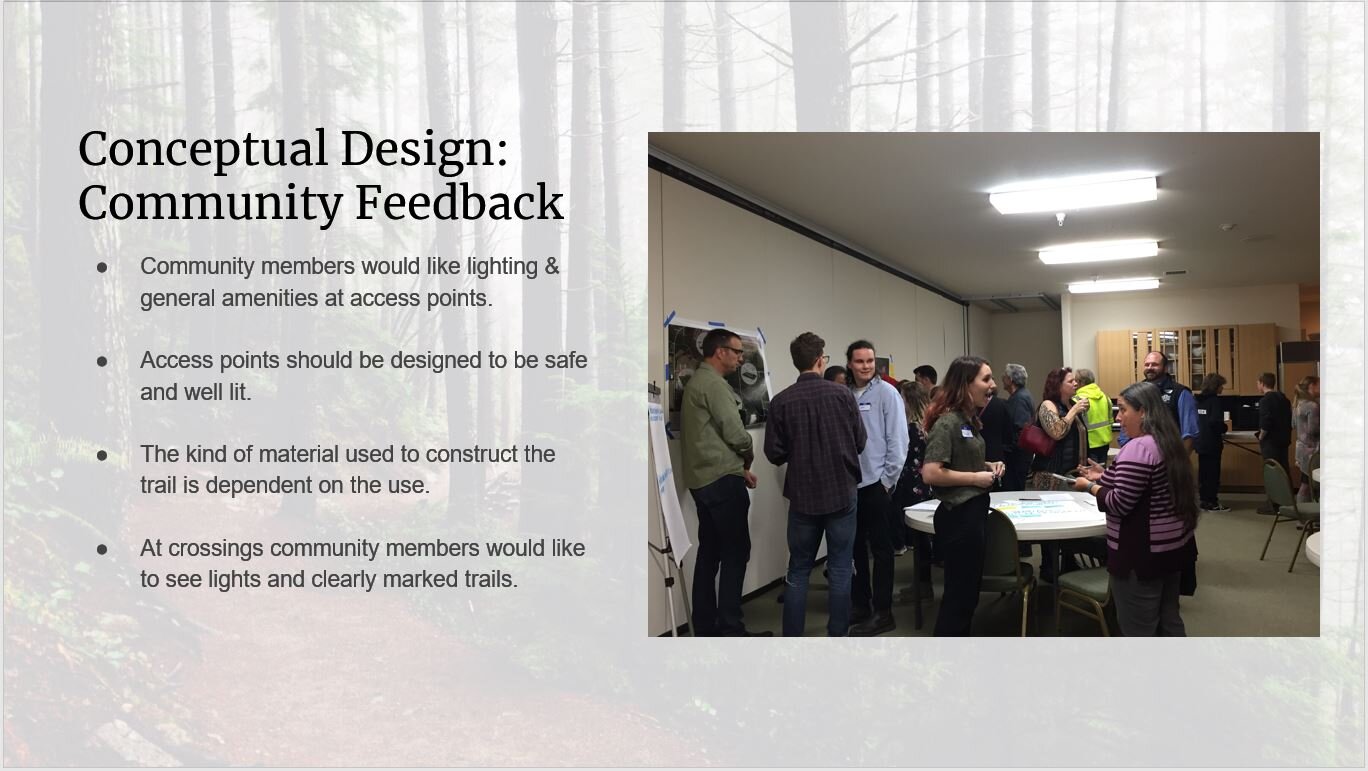 Conceptual Design:
Community Feedback
● Community members would like lighting &
general amenities at access points.
● Access points should be designed to be safe
and well lit.
● The kind of material used to construct the
trail is dependent on the use.
● At crossings community members would like
to see lights and clearly marked trails.